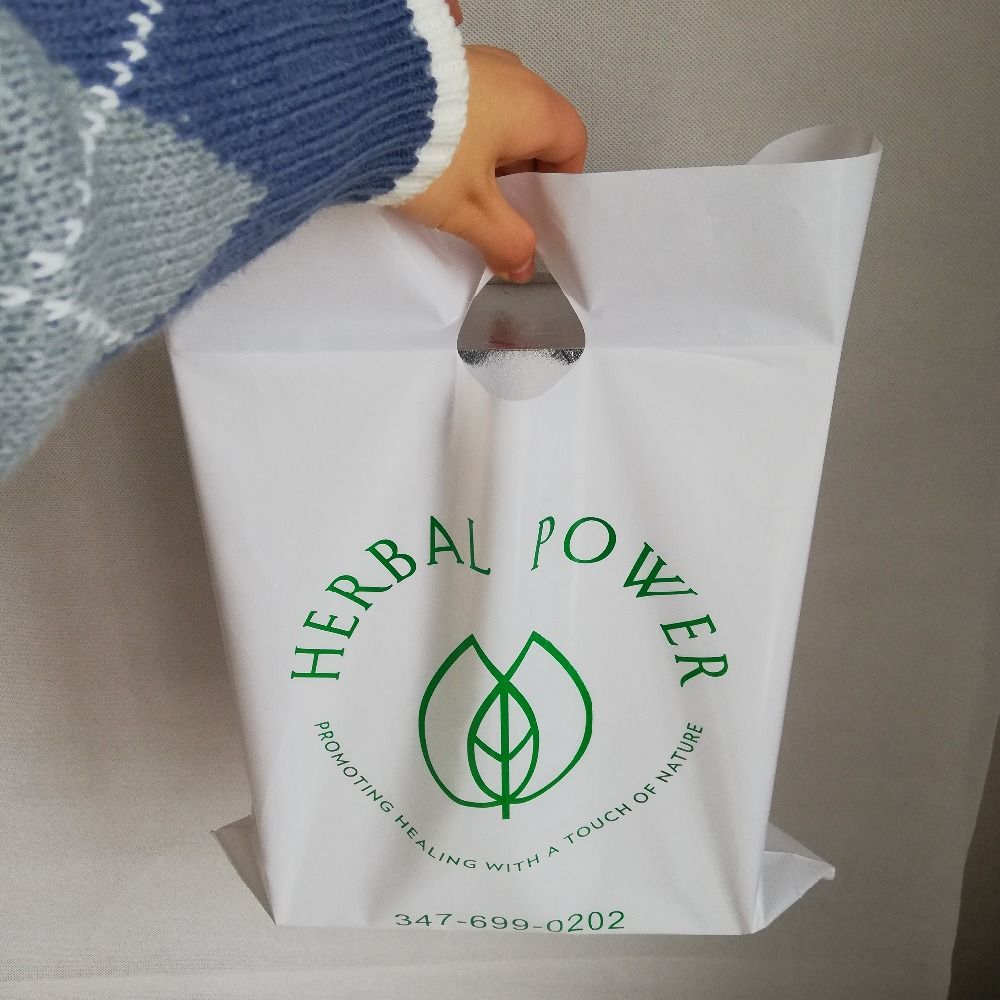 HERBAL POWER
PROMOTING HEALING WITH A TOUCH OF NATURE
347-699-0202